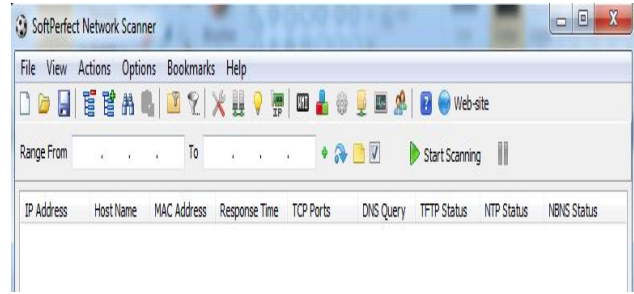 SoftPerfect Network Scanner
File View Actions Options Bookmarks Help
IP Web-site
Range From . . . To . . . Start Scanning
IP Address Host Name MAC Address Response Time TCP Ports DNS Query TFTP Status NTP Status NBNS Status